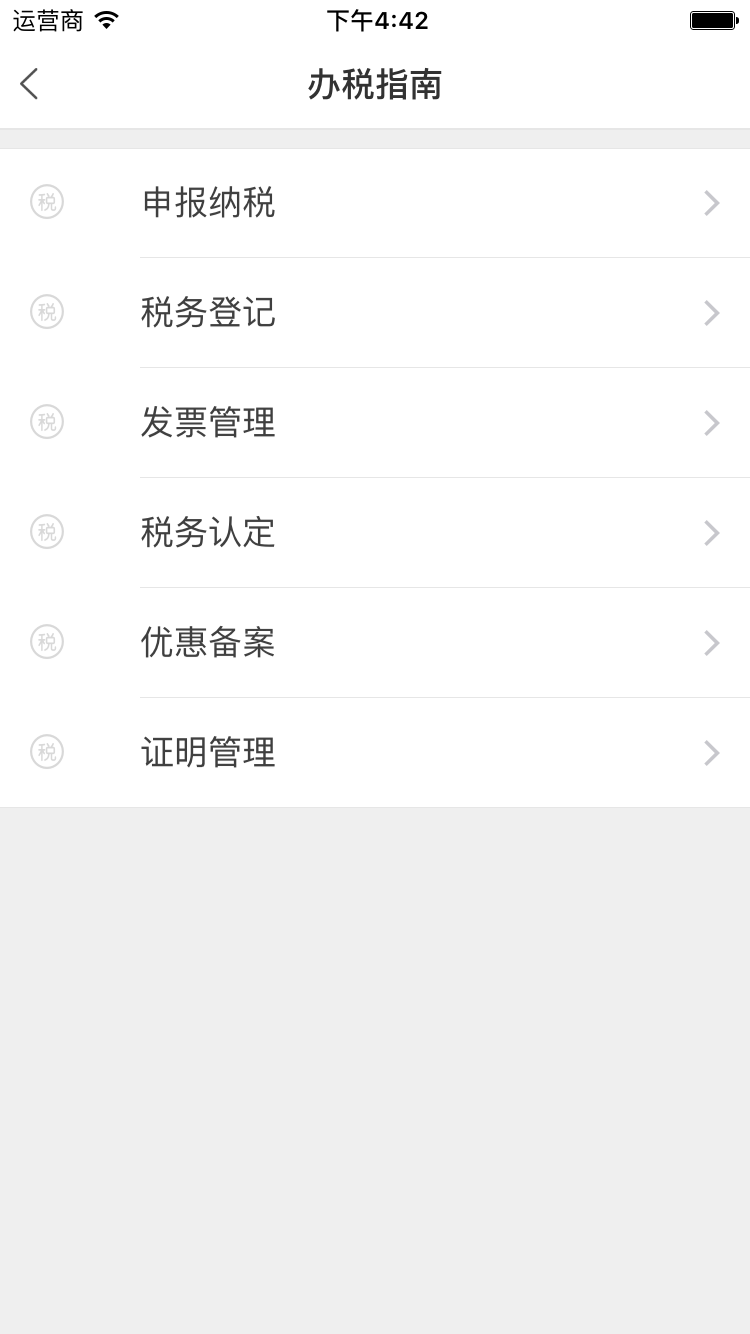 运营商 下午4:42
办税指南
税 申报纳税
税 税务登记
税 发票管理
税 税务认定
税 优惠备案
税 证明管理